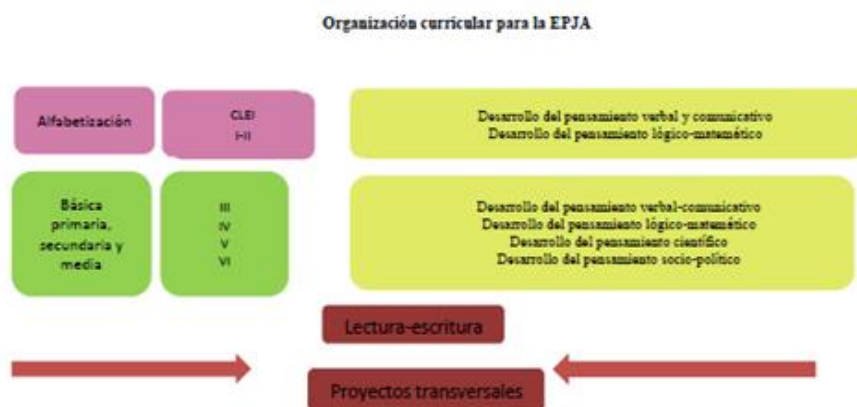 Organización curricular para la EPJA
Alfabetización
CLEI
I-II
Desarrollo del pensamiento verbal y comunicativo
Desarrollo del pensamiento lógico-matemático
Básica
primaria,
secundaria y
media
III
IV
V
VI
Desarrollo del pensamiento verbal-comunicativo
Desarrollo del pensamiento lógico-matemático
Desarrollo del pensamiento científico
Desarrollo del pensamiento socio-político
Lectura-escritura
Proyectos transversales